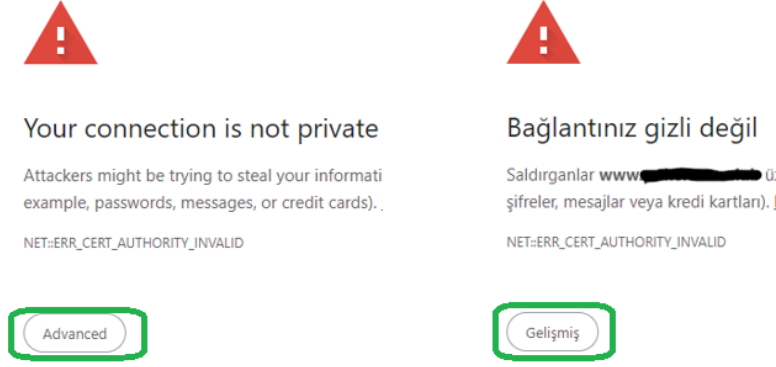 Your connection is not private
Attackers might be trying to steal your informati
example, passwords, messages, or credit cards).
NET::ERR_CERT_AUTHORITY_INVALID
Advanced
Bağlantınız gizli değil
Saldırganlar www. üz
şifreler, mesajlar veya kredi kartları).
NET::ERR_CERT_AUTHORITY_INVALID
Gelişmiş